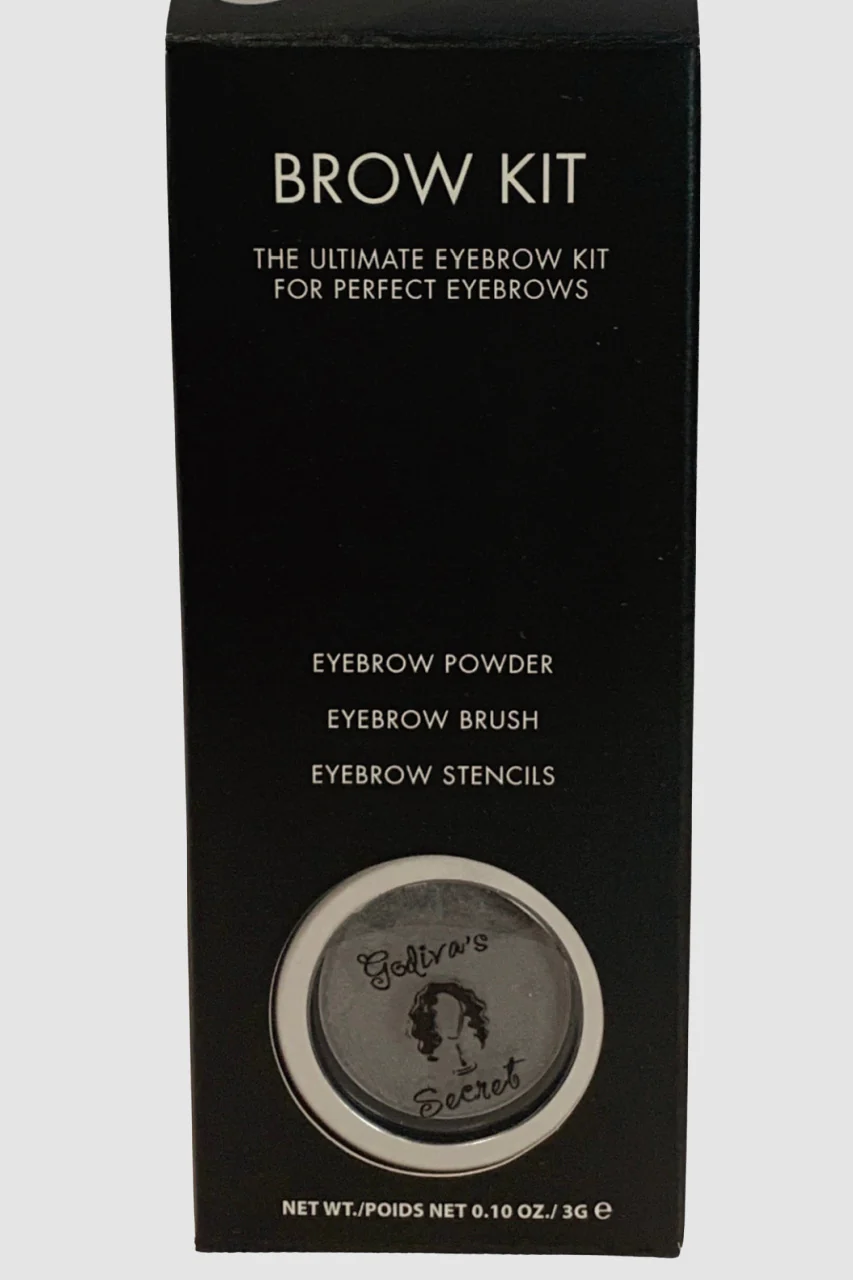 BROW KIT
THE ULTIMATE EYEBROW KIT
FOR PERFECT EYEBROWS
EYEBROW POWDER
EYEBROW BRUSH
EYEBROW STENCILS
Godiva's
Secret
NET WT./POIDS NET 0.10 OZ./ 3G ℮